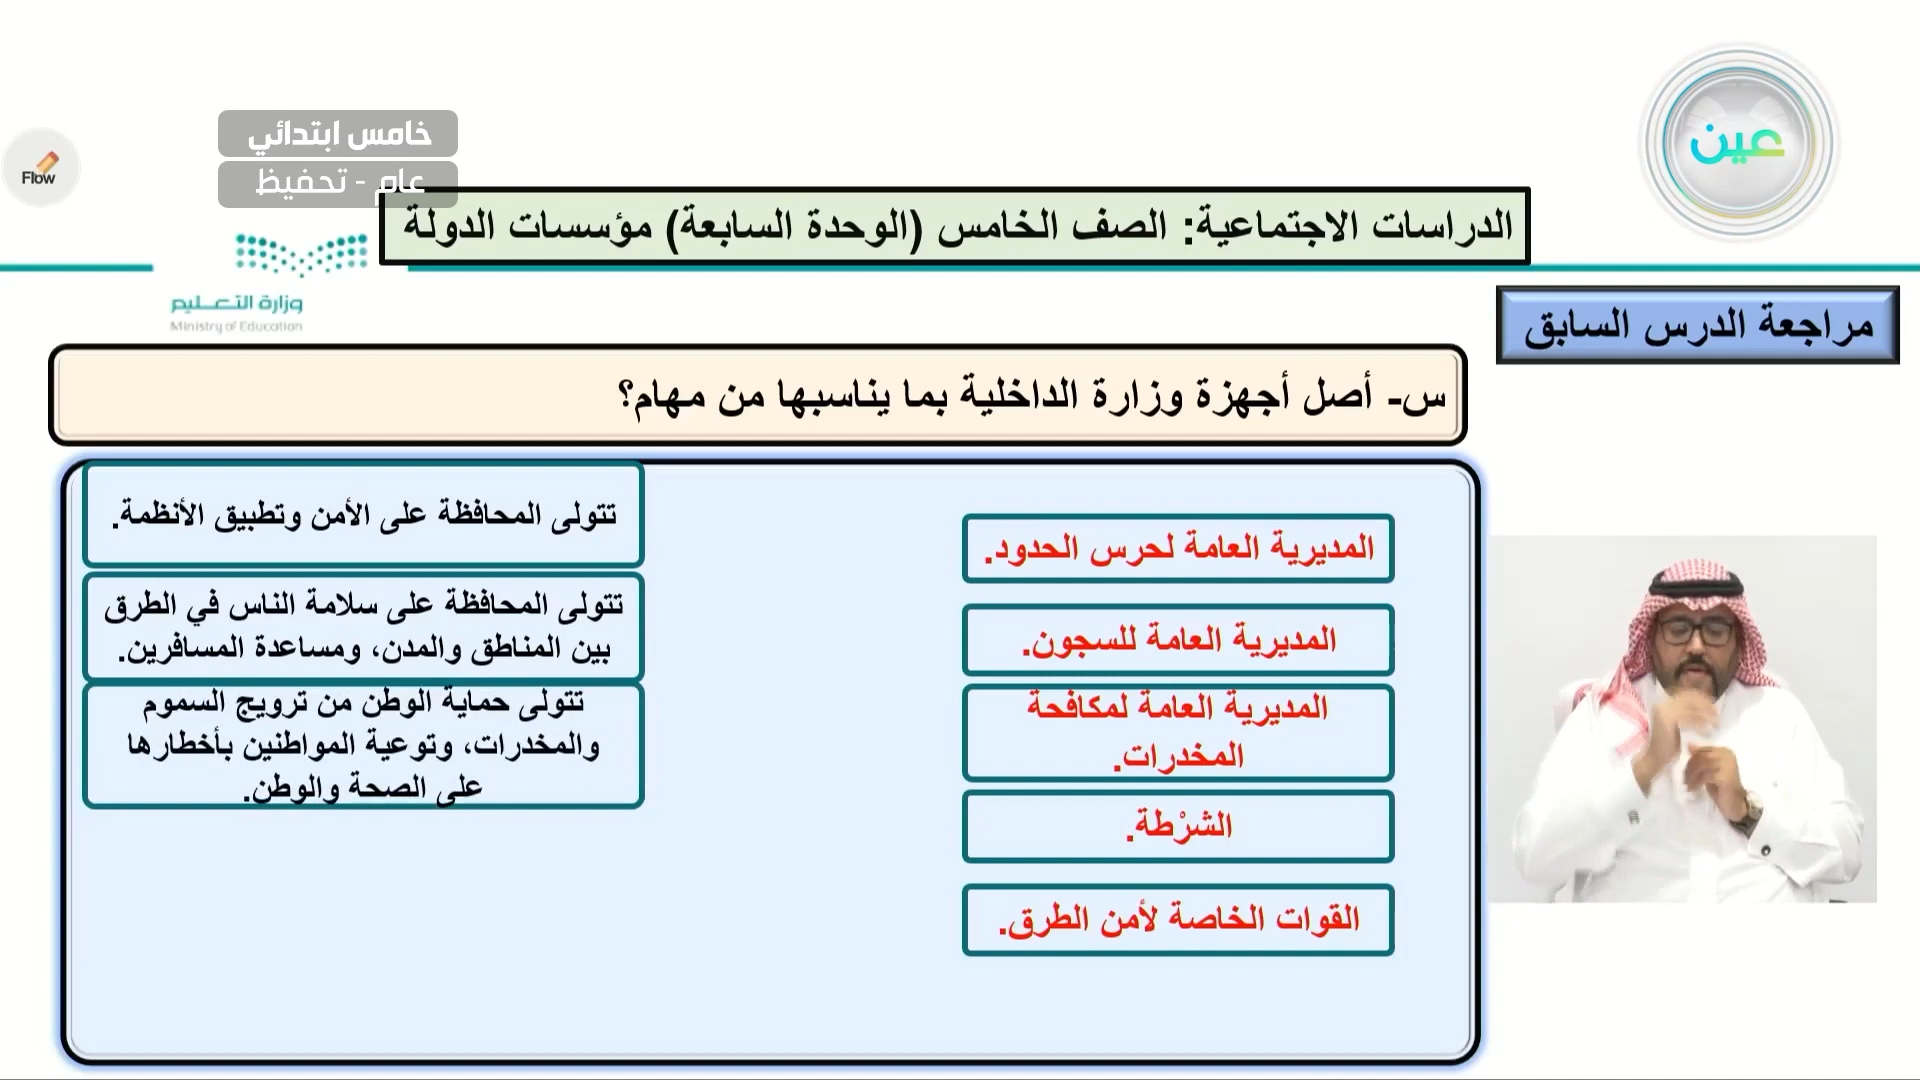 عين
خامس ابتدائي
عام - تحفيظ
Flow
الدراسات الاجتماعية: الصف الخامس (الوحدة السابعة) مؤسسات الدولة
وزارة التعليم
Ministry of Education
مراجعة الدرس السابق
س- أصل أجهزة وزارة الداخلية بما يناسبها من مهام؟
المديرية العامة لحرس الحدود.
المديرية العامة للسجون.
المديرية العامة لمكافحة
المخدرات.
الشرْطة.
القوات الخاصة لأمن الطرق.
تتولى المحافظة على الأمن وتطبيق الأنظمة.
تتولى المحافظة على سلامة الناس في الطرق
بين المناطق والمدن، ومساعدة المسافرين.
تتولى حماية الوطن من ترويج السموم
والمخدرات، وتوعية المواطنين بأخطارها
على الصحة والوطن.